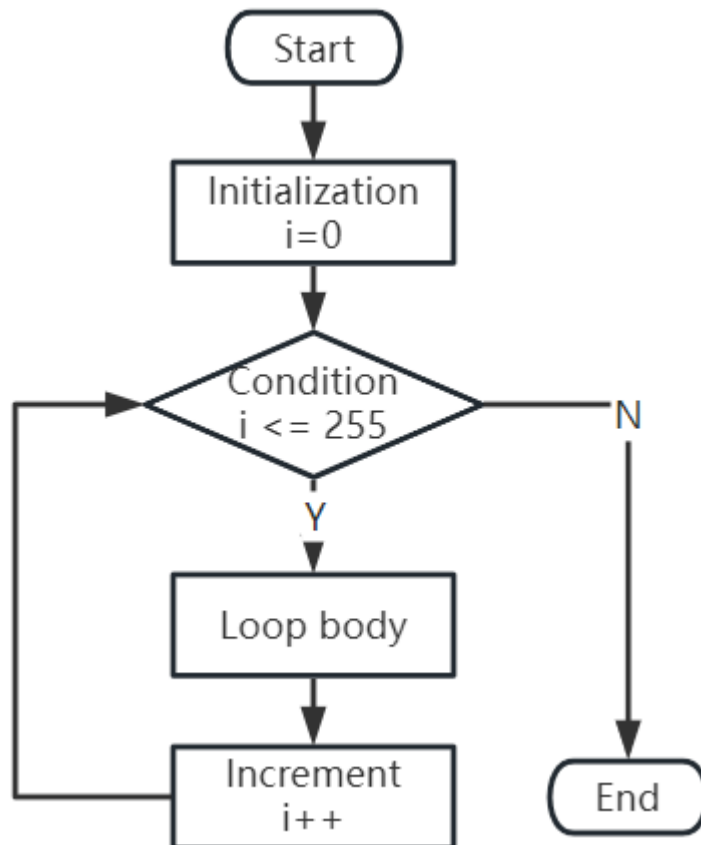 Start
Initialization
i=0
Condition
i <= 255
N
Y
Loop body
Increment
i++
End